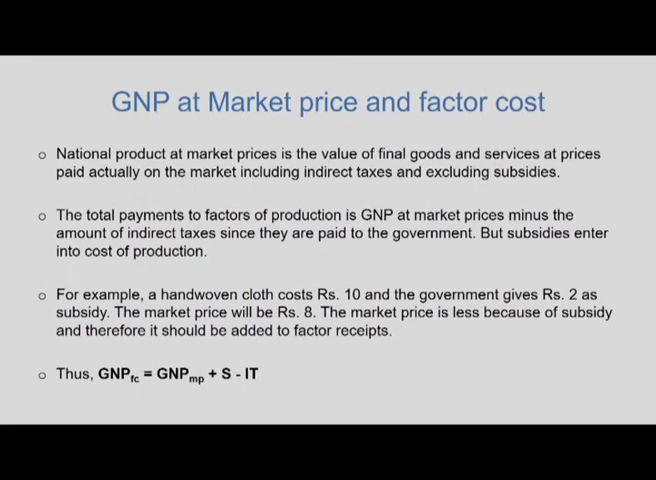 GNP at Market price and factor cost
o National product at market prices is the value of final goods and services at prices
paid actually on the market including indirect taxes and excluding subsidies.
o The total payments to factors of production is GNP at market prices minus the
amount of indirect taxes since they are paid to the government. But subsidies enter
into cost of production.
o For example, a handwoven cloth costs Rs. 10 and the government gives Rs. 2 as
subsidy. The market price will be Rs. 8. The market price is less because of subsidy
and therefore it should be added to factor receipts.
o Thus, GNPfc = GNPmp + S - IT